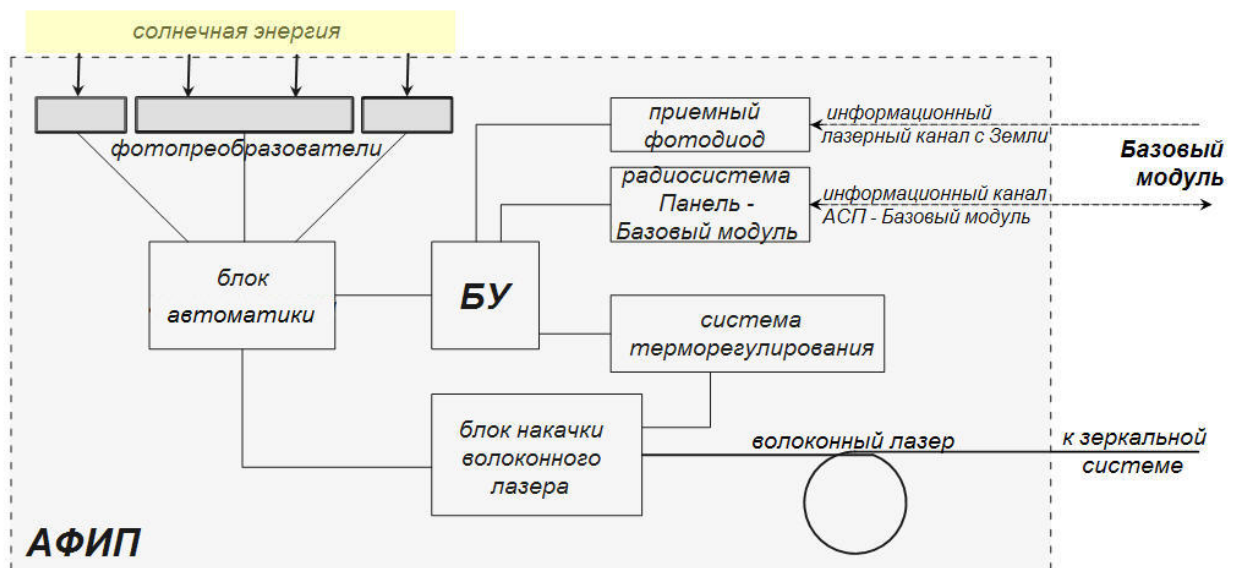 солнечная энергия
фотопреобразователи
приемный
фотодиод
информационный
лазерный канал с Земли
Базовый
модуль
радиосистема
Панель -
Базовый модуль
информационный канал
АСП - Базовый модуль
блок
автоматики
БУ
система
терморегулирования
блок накачки
волоконного
лазера
волоконный лазер
к зеркальной
системе
АФИП